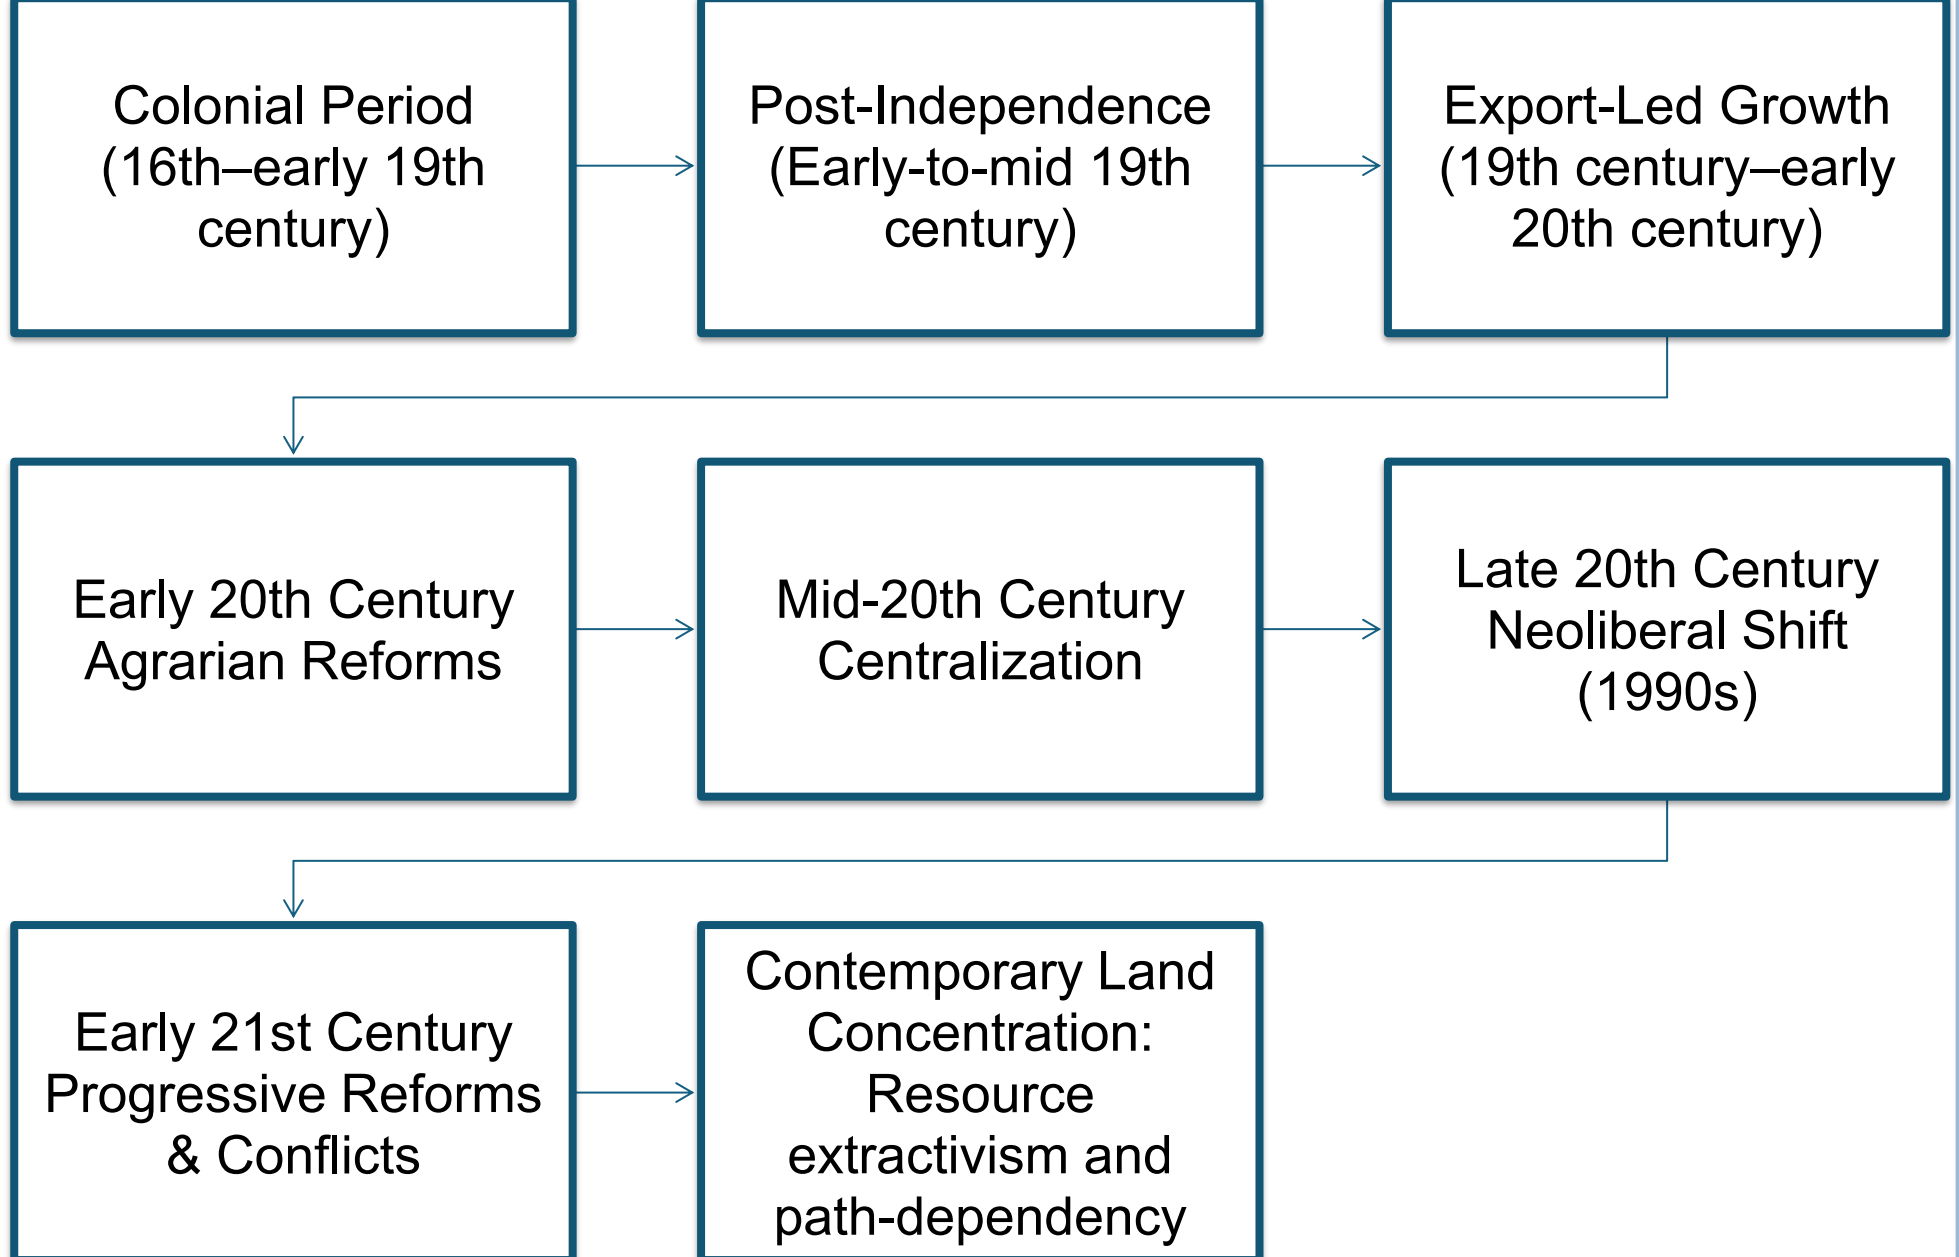 Colonial Period
(16th–early 19th
century)
Post-Independence
(Early-to-mid 19th
century)
Export-Led Growth
(19th century–early
20th century)
Early 20th Century
Agrarian Reforms
Mid-20th Century
Centralization
Late 20th Century
Neoliberal Shift
(1990s)
Early 21st Century
Progressive Reforms
& Conflicts
Contemporary Land
Concentration:
Resource
extractivism and
path-dependency